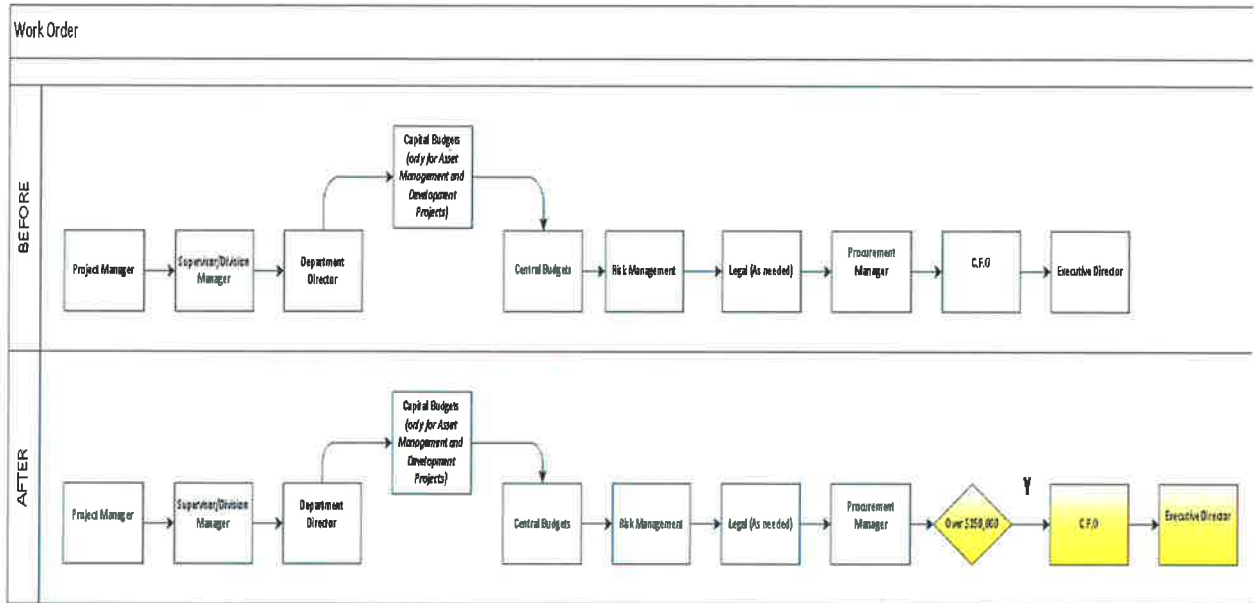 Work Order
BEFORE
Capital Budgets
(only for Asset
Management and
Development
Projects)
Project Manager
Supervisor/Division
Manager
Department
Director
Central Budgets
Risk Management
Legal (As needed)
Procurement
Manager
C.F.O
Executive Director
AFTER
Capital Budgets
(only for Asset
Management and
Development
Projects)
Project Manager
Supervisor/Division
Manager
Department
Director
Central Budgets
Risk Management
Legal (As needed)
Procurement
Manager
Over
Y
C.F.O
Executive Director